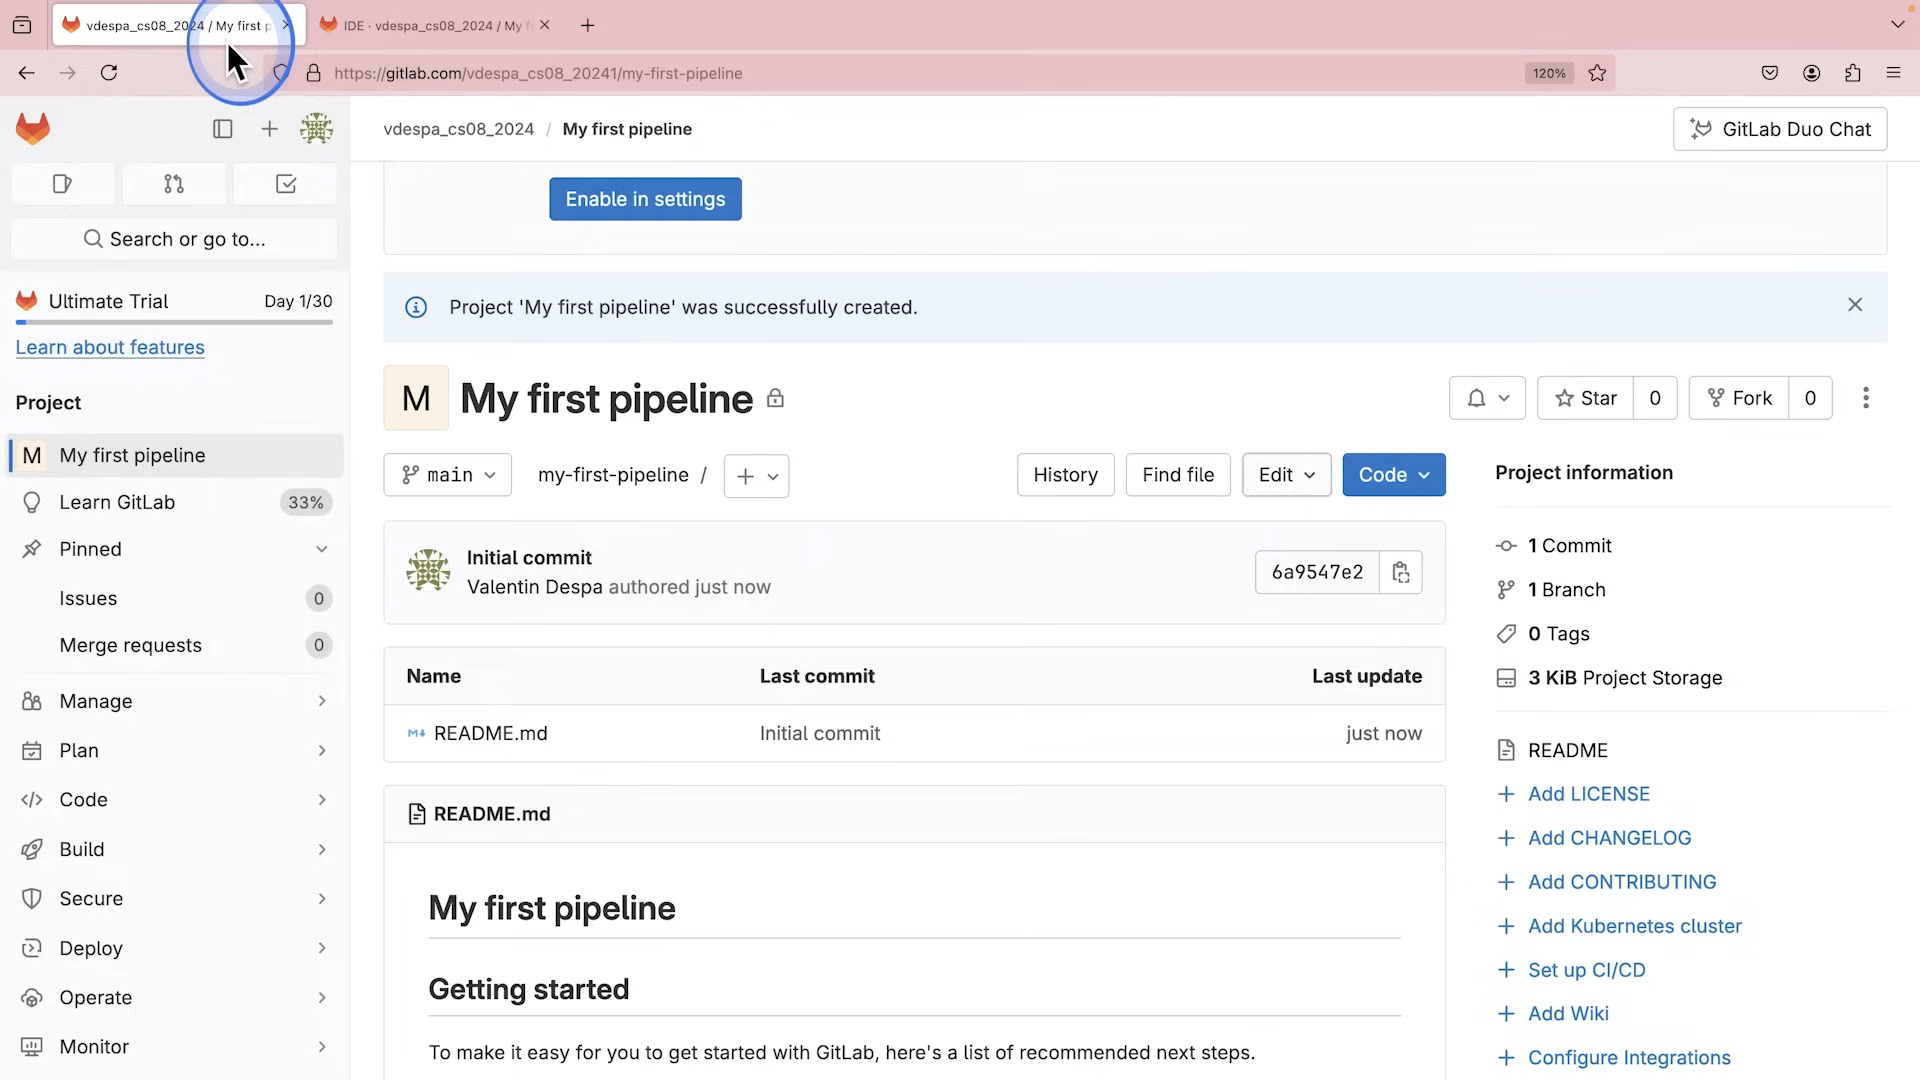 vdespa_cs08_2024 / My first p
IDE · vdespa_cs08_2024 / My fi
https://gitlab.com/vdespa_cs08_20241/my-first-pipeline
120%
vdespa_cs08_2024 / My first pipeline
GitLab Duo Chat
Enable in settings
Search or go to...
Ultimate Trial Day 1/30
Learn about features
Project 'My first pipeline' was successfully created.
Project
M My first pipeline
Learn GitLab 33%
Pinned
Issues 0
Merge requests 0
Manage
Plan
Code
Build
Secure
Deploy
Operate
Monitor
M My first pipeline
Star 0
Fork 0
main
my-first-pipeline /
History
Find file
Edit
Code
Initial commit
Valentin Despa authored just now
6a9547e2
Name Last commit Last update
README.md Initial commit just now
README.md
My first pipeline
Getting started
To make it easy for you to get started with GitLab, here's a list of recommended next steps.
Project information
1 Commit
1 Branch
0 Tags
3 KiB Project Storage
README
Add LICENSE
Add CHANGELOG
Add CONTRIBUTING
Add Kubernetes cluster
Set up CI/CD
Add Wiki
Configure Integrations